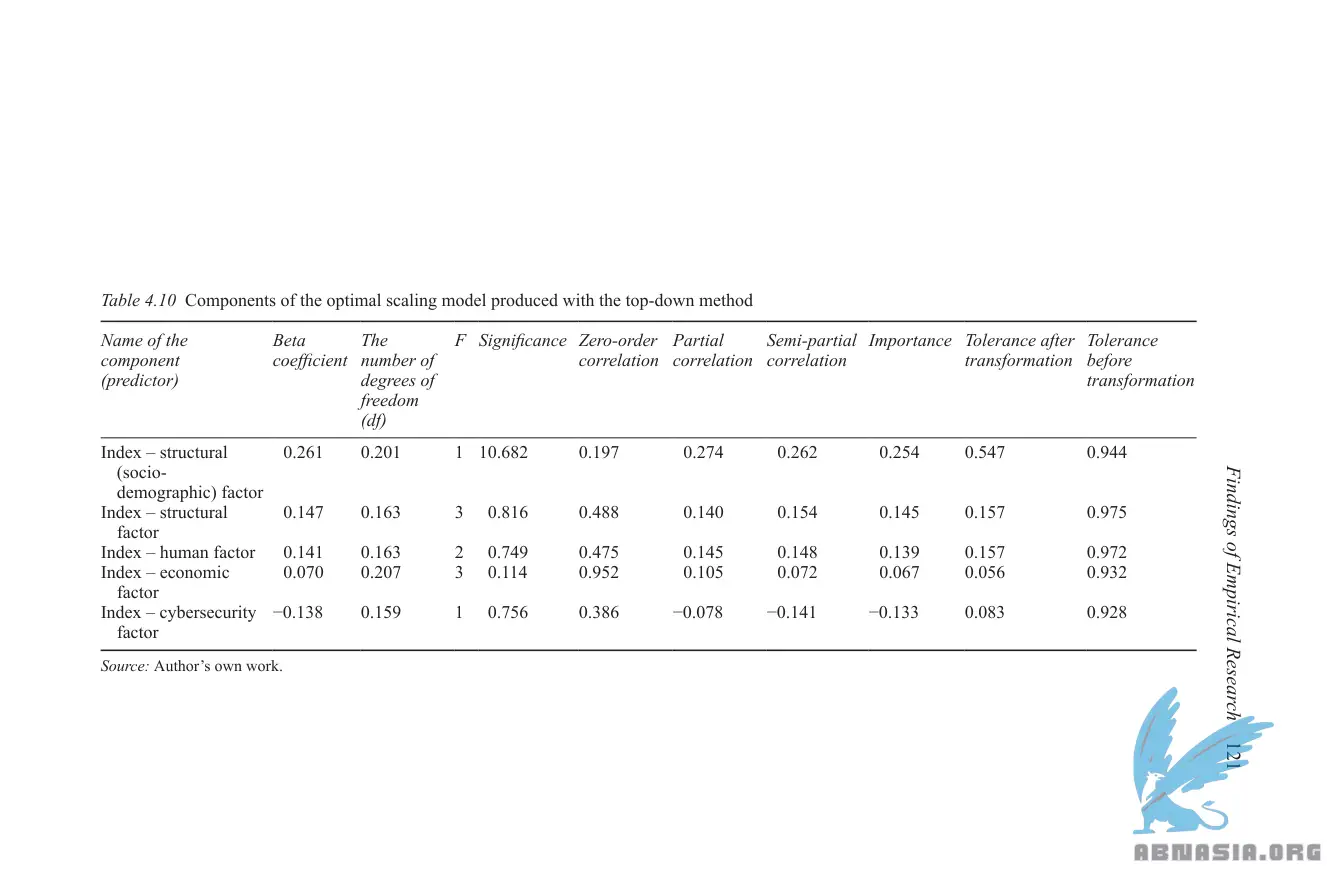 Table 4.10 Components of the optimal scaling model produced with the top-down method
Name of the component (predictor) Beta coefficient The number of degrees of freedom (df) F Significance Zero-order correlation Partial correlation Semi-partial correlation Importance Tolerance after transformation Tolerance before transformation
Index – structural (socio-demographic) factor 0.261 0.201 1 10.682 0.197 0.274 0.262 0.254 0.547 0.944
Index – structural factor 0.147 0.163 3 0.816 0.488 0.140 0.154 0.145 0.157 0.975
Index – human factor 0.141 0.163 2 0.749 0.475 0.145 0.148 0.139 0.157 0.972
Index – economic factor 0.070 0.207 3 0.114 0.952 0.105 0.072 0.067 0.056 0.932
Index – cybersecurity factor −0.138 0.159 1 0.756 0.386 −0.078 −0.141 −0.133 0.083 0.928
Source: Author’s own work.
Findings of Empirical Research 121
ABNASIA.ORG